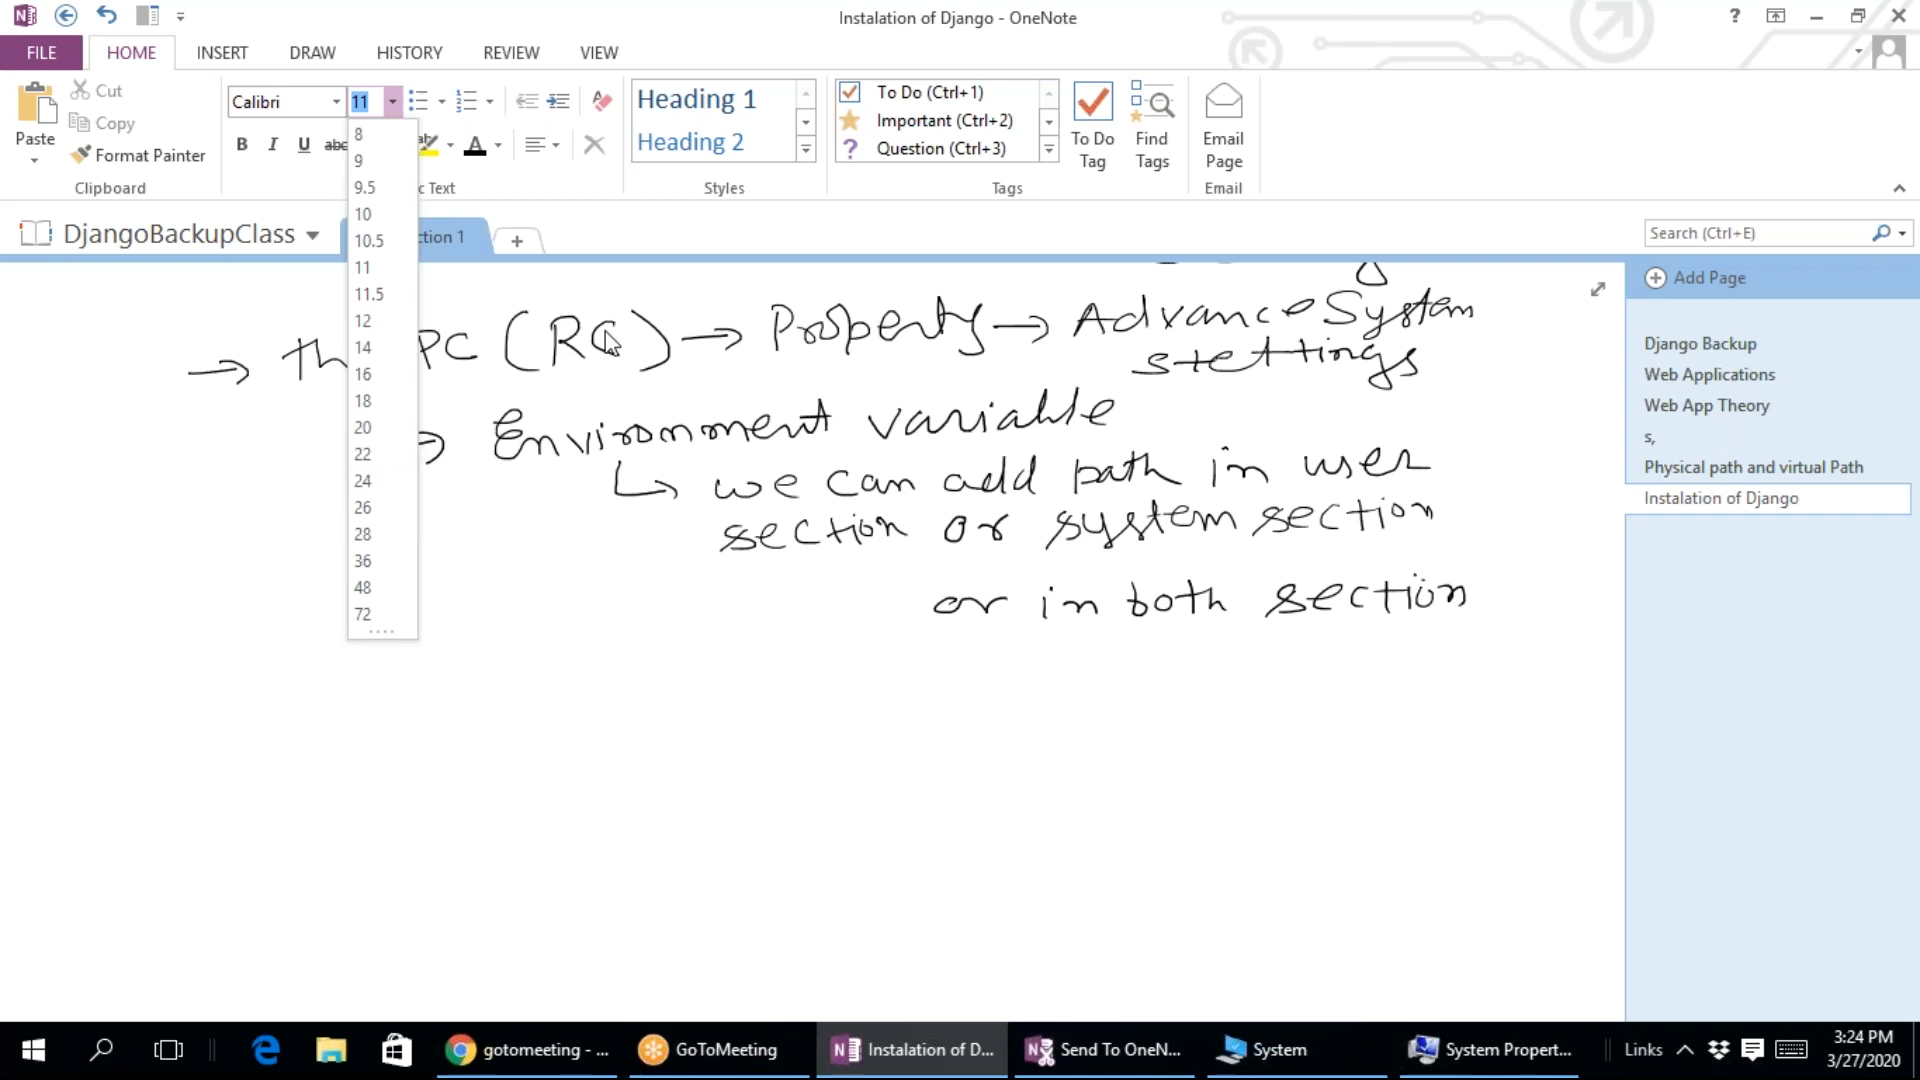 Instalation of Django - OneNote
FILE HOME INSERT DRAW HISTORY REVIEW VIEW
Paste
Cut
Copy
Format Painter
Clipboard
Calibri 11
B I U abc
c Text
Heading 1
Heading 2
Styles
To Do (Ctrl+1)
Important (Ctrl+2)
Question (Ctrl+3)
Tags
To Do Tag
Find Tags
Email Page
Email
8
9
9.5
10
10.5
11
11.5
12
14
16
18
20
22
24
26
28
36
48
72
DjangoBackupClass
ction 1
Search (Ctrl+E)
Add Page
Django Backup
Web Applications
Web App Theory
s,
Physical path and virtual Path
Instalation of Django
→ th PC (RC) → Property → Advance System
stettings
Environment variable
↳ we can add path in user
section or system section
or in both section
gotomeeting - ...
GoToMeeting
Instalation of D...
Send To OneN...
System
System Propert...
Links
3:24 PM
3/27/2020